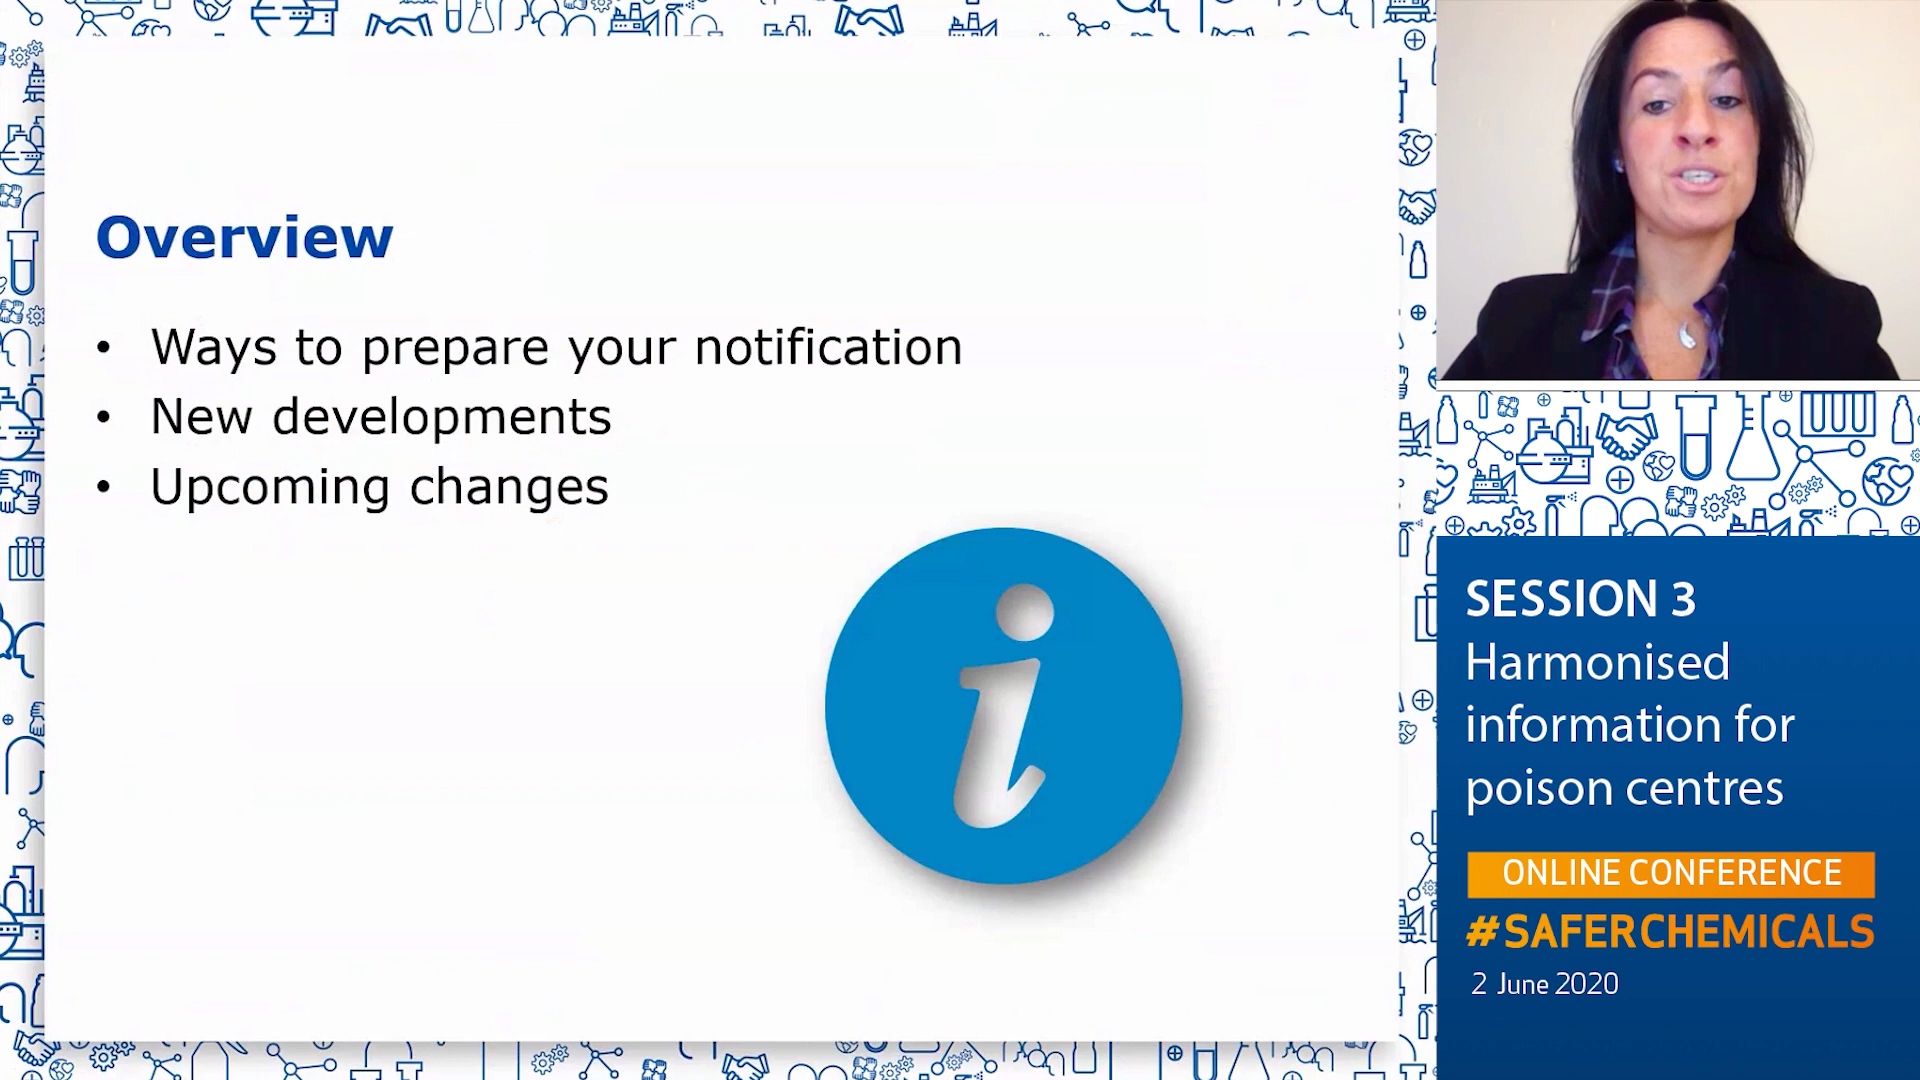 Overview
• Ways to prepare your notification
• New developments
• Upcoming changes
SESSION 3
Harmonised
information for
poison centres
ONLINE CONFERENCE
#SAFERCHEMICALS
2 June 2020